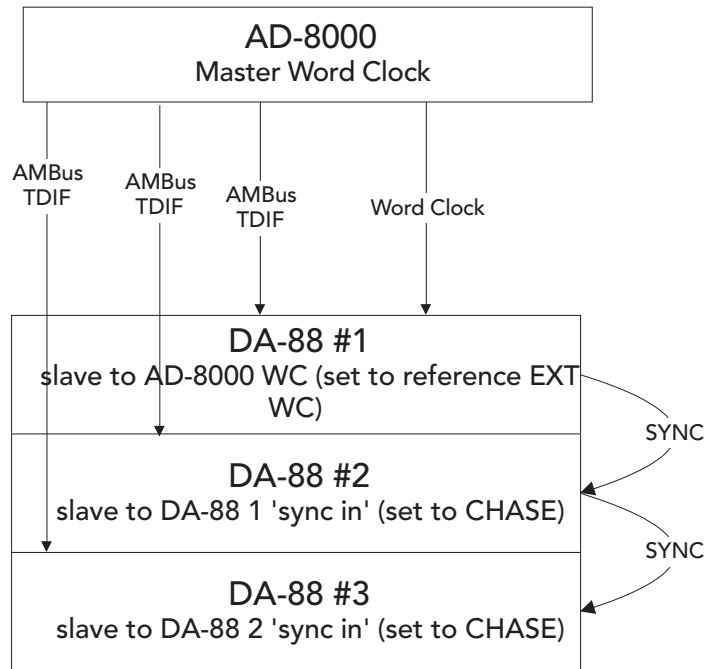 AD-8000
Master Word Clock
AMBus
TDIF
AMBus
TDIF
AMBus
TDIF
Word Clock
DA-88 #1
slave to AD-8000 WC (set to reference EXT
WC)
SYNC
DA-88 #2
slave to DA-88 1 'sync in' (set to CHASE)
SYNC
DA-88 #3
slave to DA-88 2 'sync in' (set to CHASE)